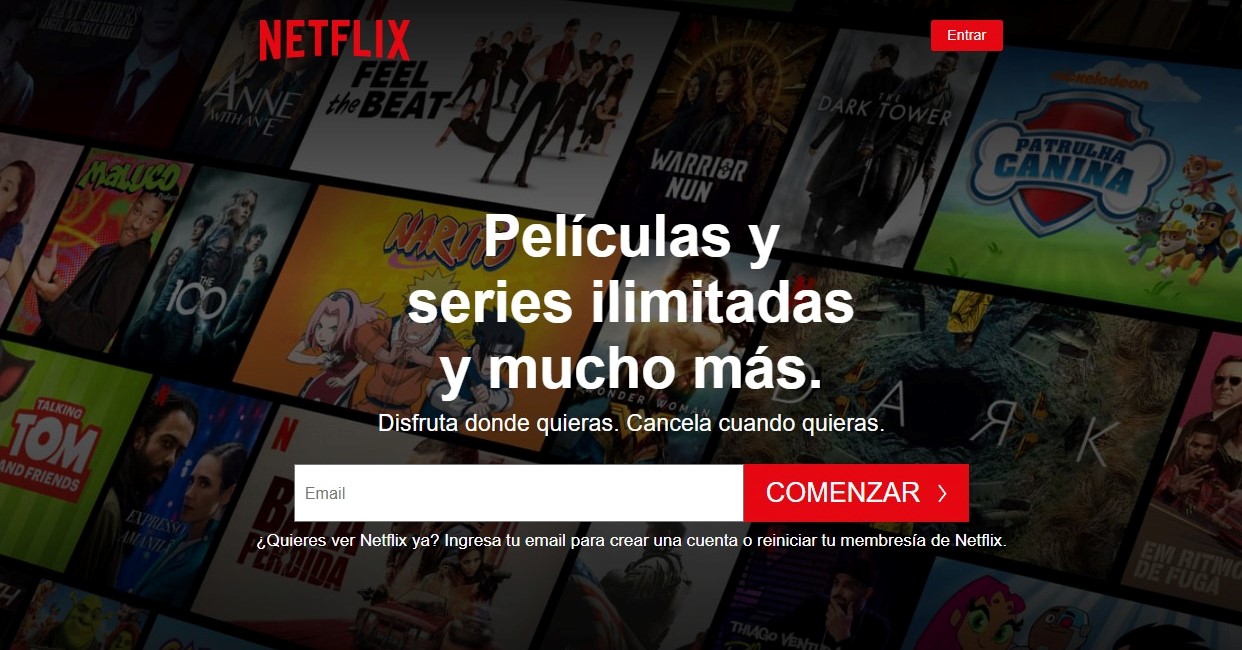 NETFLIX
Entrar
FEEL
the BEAT
ANNE
WITH AN E
WARRIOR
NUN
THE
DARK TOWER
nickelodeon
PATRULHA
CANINA
MALUCO
THE
100
NARUTO
Películas y
series ilimitadas
y mucho más.
WONDER WOMAN
DARK
Disfruta donde quieras. Cancela cuando quieras.
TALKING
TOM
AND FRIENDS
N
Email
COMENZAR
EXPRESSO
AMANHÃ
BALA
PERDIDA
¿Quieres ver Netflix ya? Ingresa tu email para crear una cuenta o reiniciar tu membresía de Netflix.
EM RITMO
DE FUGA
THIAGO VENTURA